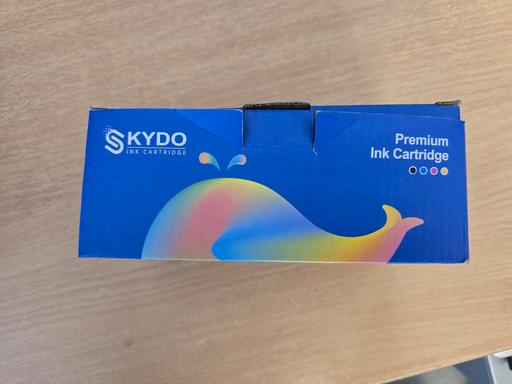 SKYDO
INK CARTRIDGE
Premium
Ink Cartridge